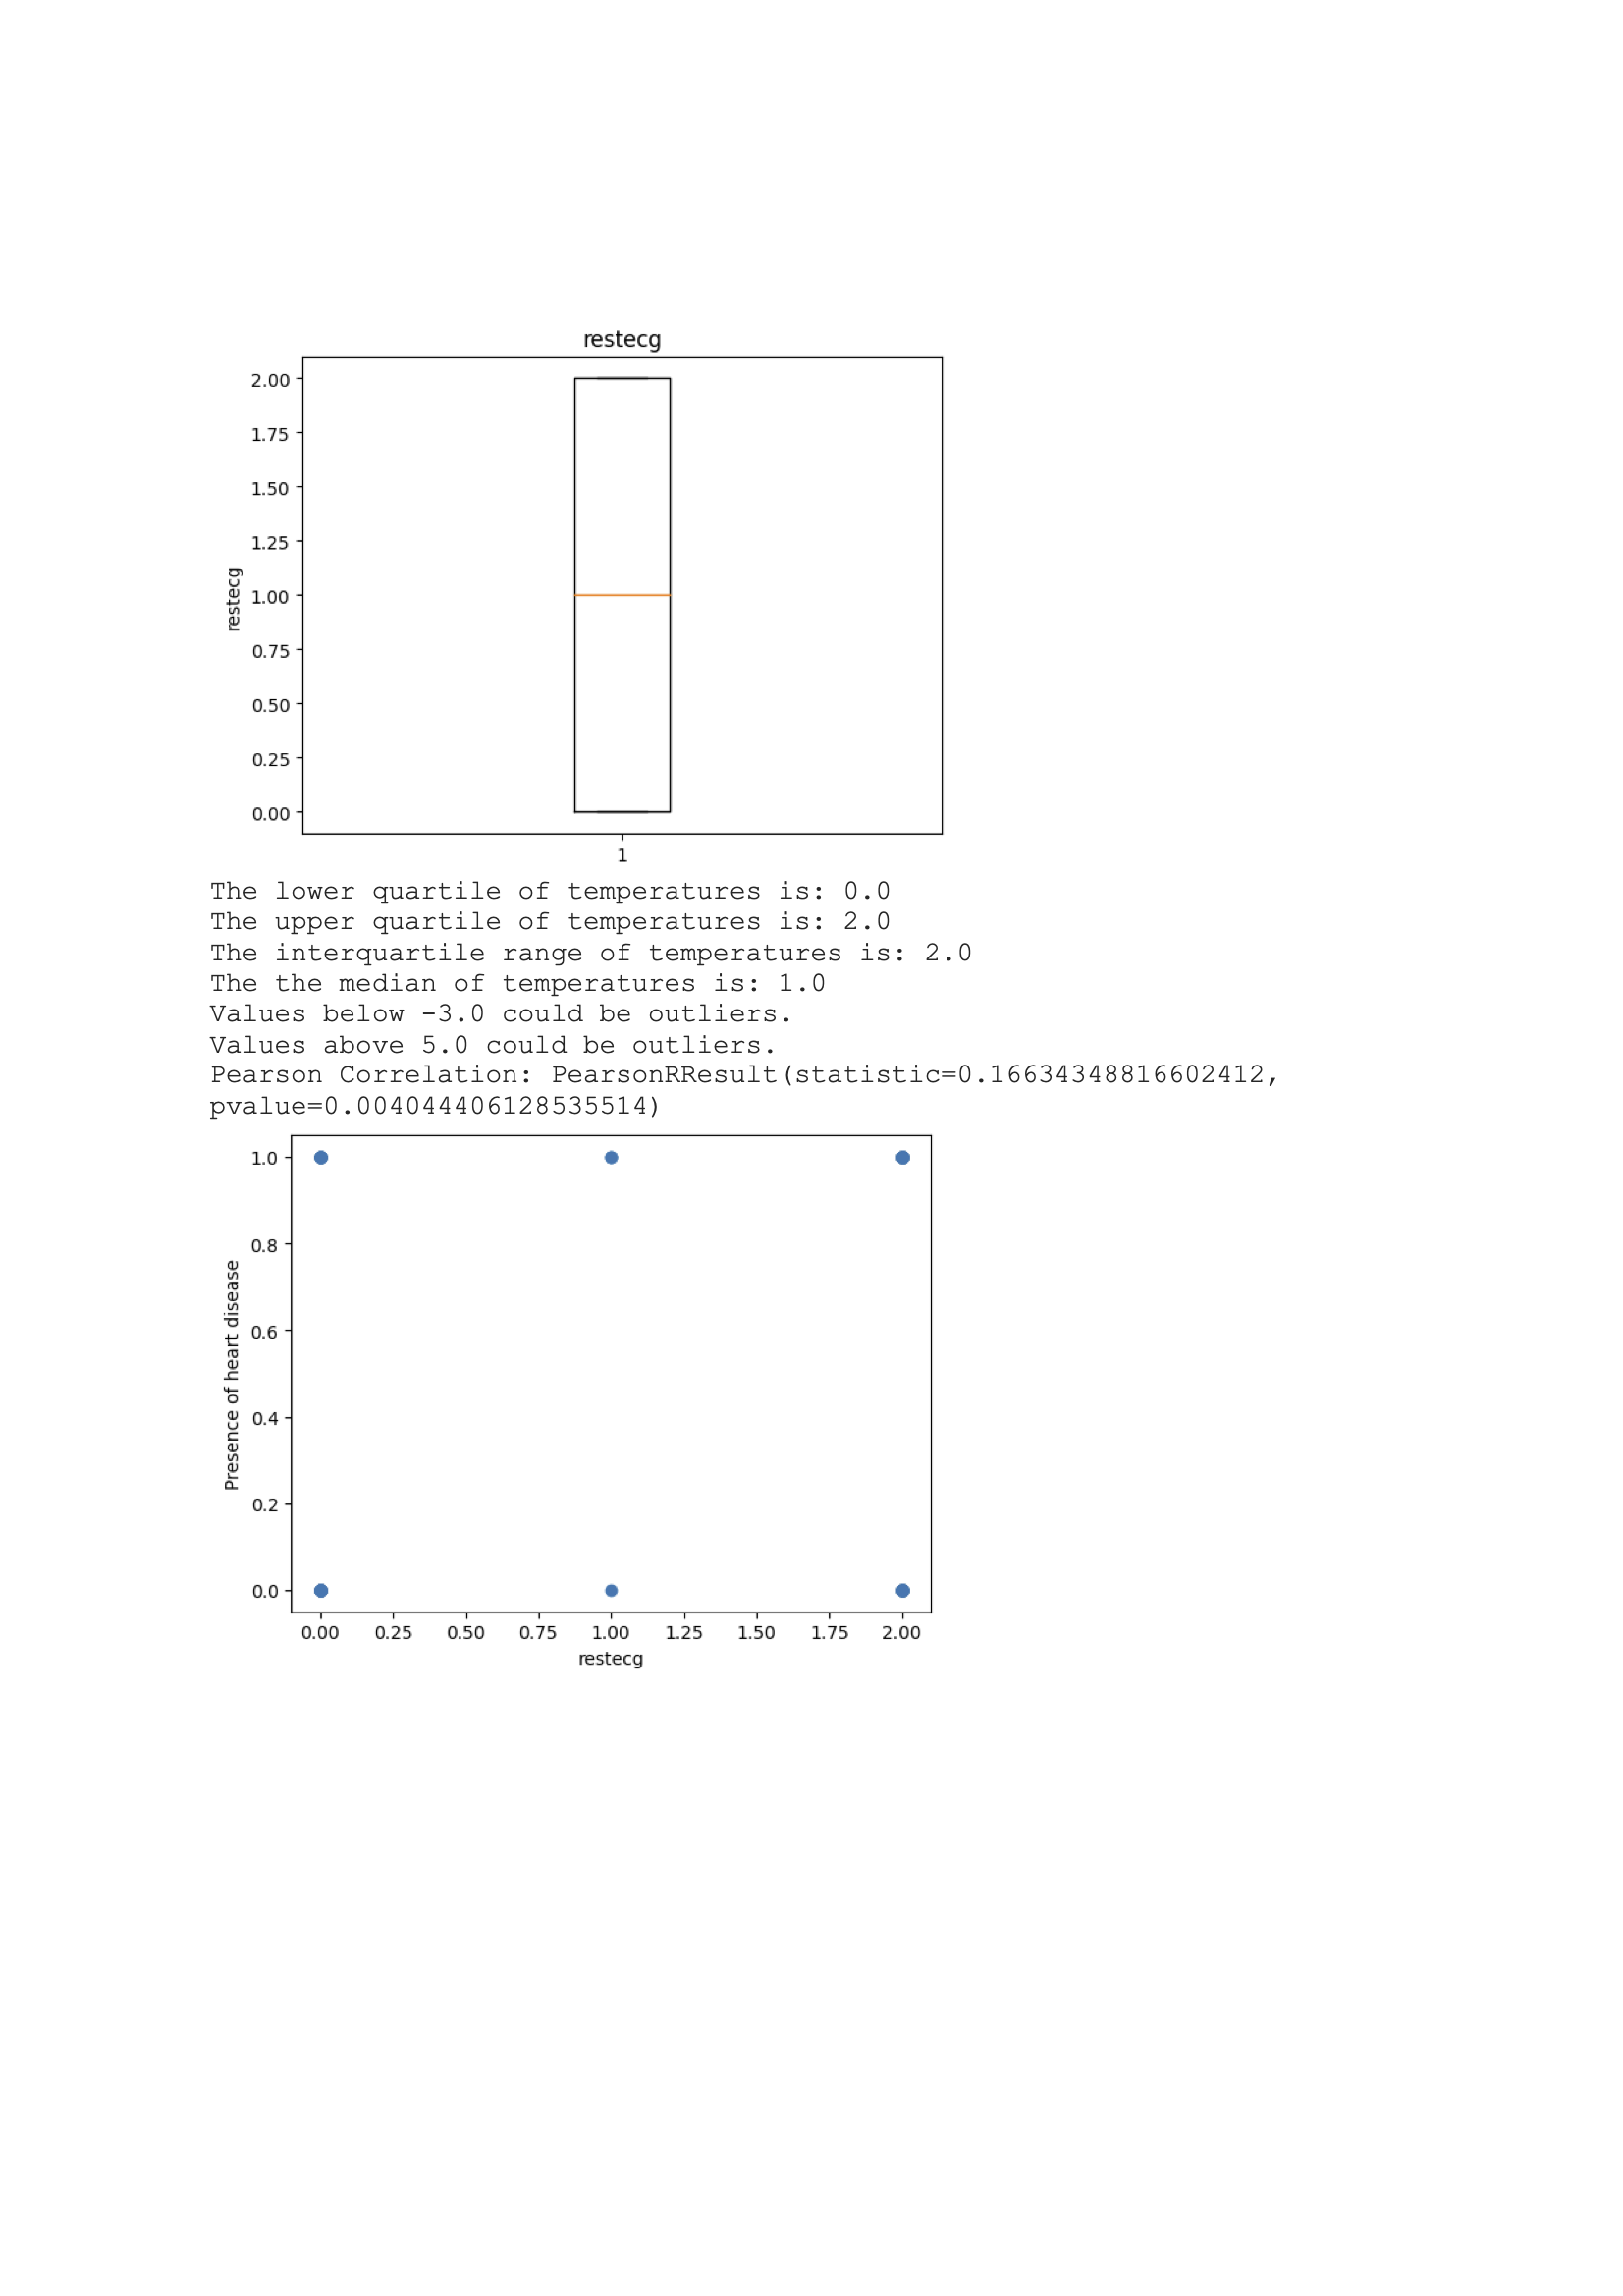 restecg
2.00
1.75
1.50
1.25
1.00
0.75
0.50
0.25
0.00
restecg
1
The lower quartile of temperatures is: 0.0
The upper quartile of temperatures is: 2.0
The interquartile range of temperatures is: 2.0
The the median of temperatures is: 1.0
Values below -3.0 could be outliers.
Values above 5.0 could be outliers.
Pearson Correlation: PearsonRResult(statistic=0.16634348816602412,
pvalue=0.004044406128535514)
1.0
0.8
0.6
0.4
0.2
0.0
Presence of heart disease
0.00 0.25 0.50 0.75 1.00 1.25 1.50 1.75 2.00
restecg